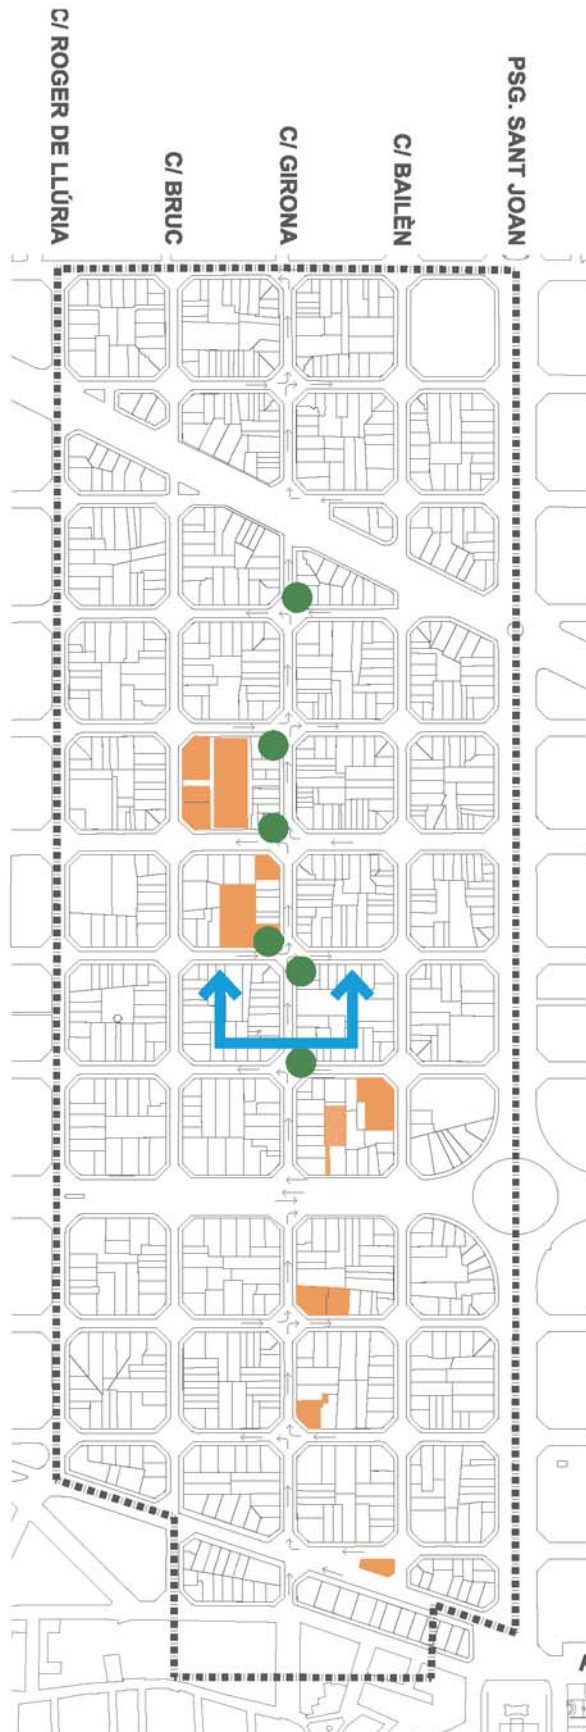 C/ ROGER DE LLÚRIA
C/ BRUC
C/ GIRONA
C/ BAILÈN
PSG. SANT JOAN